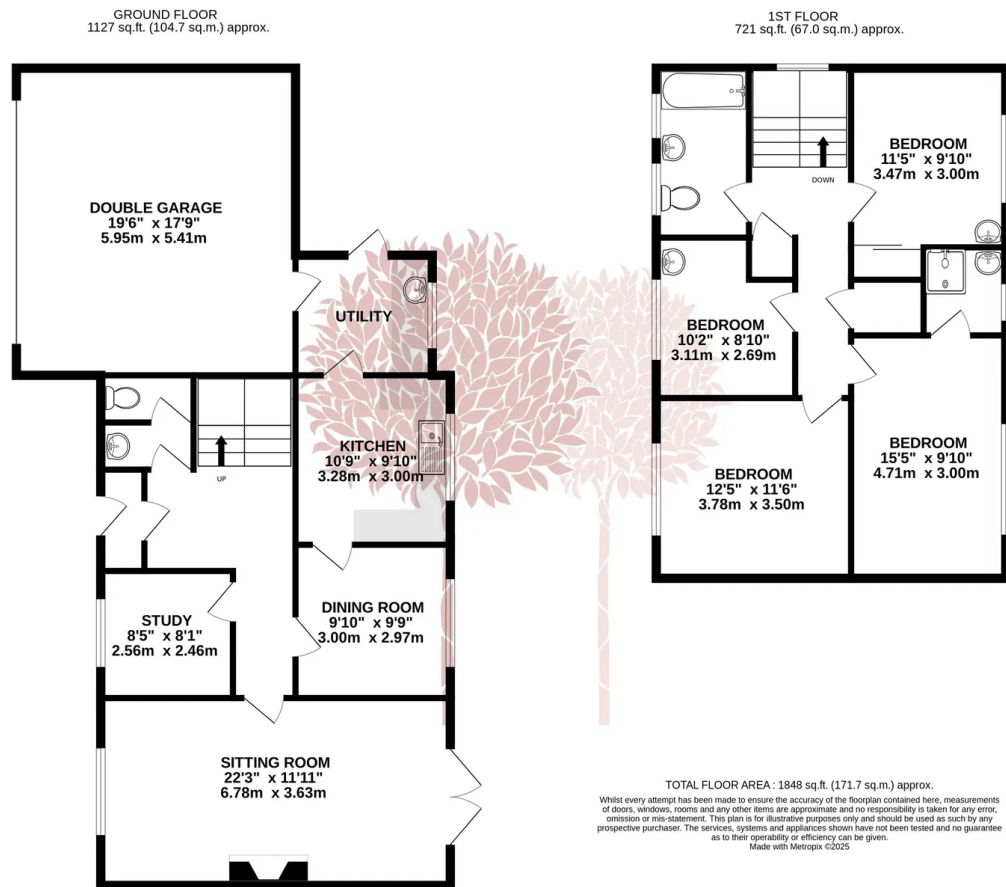 GROUND FLOOR
1127 sq.ft. (104.7 sq.m.) approx.
DOUBLE GARAGE
19'6" x 17'9"
5.95m x 5.41m
UTILITY
KITCHEN
10'9" x 9'10"
3.28m x 3.00m
UP
STUDY
8'5" x 8'1"
2.56m x 2.46m
DINING ROOM
9'10" x 9'9"
3.00m x 2.97m
SITTING ROOM
22'3" x 11'11"
6.78m x 3.63m
1ST FLOOR
721 sq.ft. (67.0 sq.m.) approx.
BEDROOM
11'5" x 9'10"
3.47m x 3.00m
DOWN
BEDROOM
10'2" x 8'10"
3.11m x 2.69m
BEDROOM
12'5" x 11'6"
3.78m x 3.50m
BEDROOM
15'5" x 9'10"
4.71m x 3.00m
TOTAL FLOOR AREA : 1848 sq.ft. (171.7 sq.m.) approx.
Whilst every attempt has been made to ensure the accuracy of the floorplan contained here, measurements
of doors, windows, rooms and any other items are approximate and no responsibility is taken for any error,
omission or mis-statement. This plan is for illustrative purposes only and should be used as such by any
prospective purchaser. The services, systems and appliances shown have not been tested and no guarantee
as to their operability or efficiency can be given.
Made with Metropix ©2025